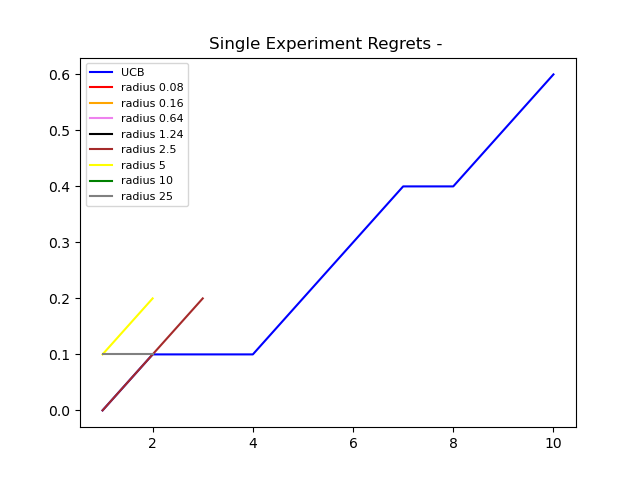 Single Experiment Regrets -
UCB
radius 0.08
radius 0.16
radius 0.64
radius 1.24
radius 2.5
radius 5
radius 10
radius 25
0.6
0.5
0.4
0.3
0.2
0.1
0.0
2 4 6 8 10